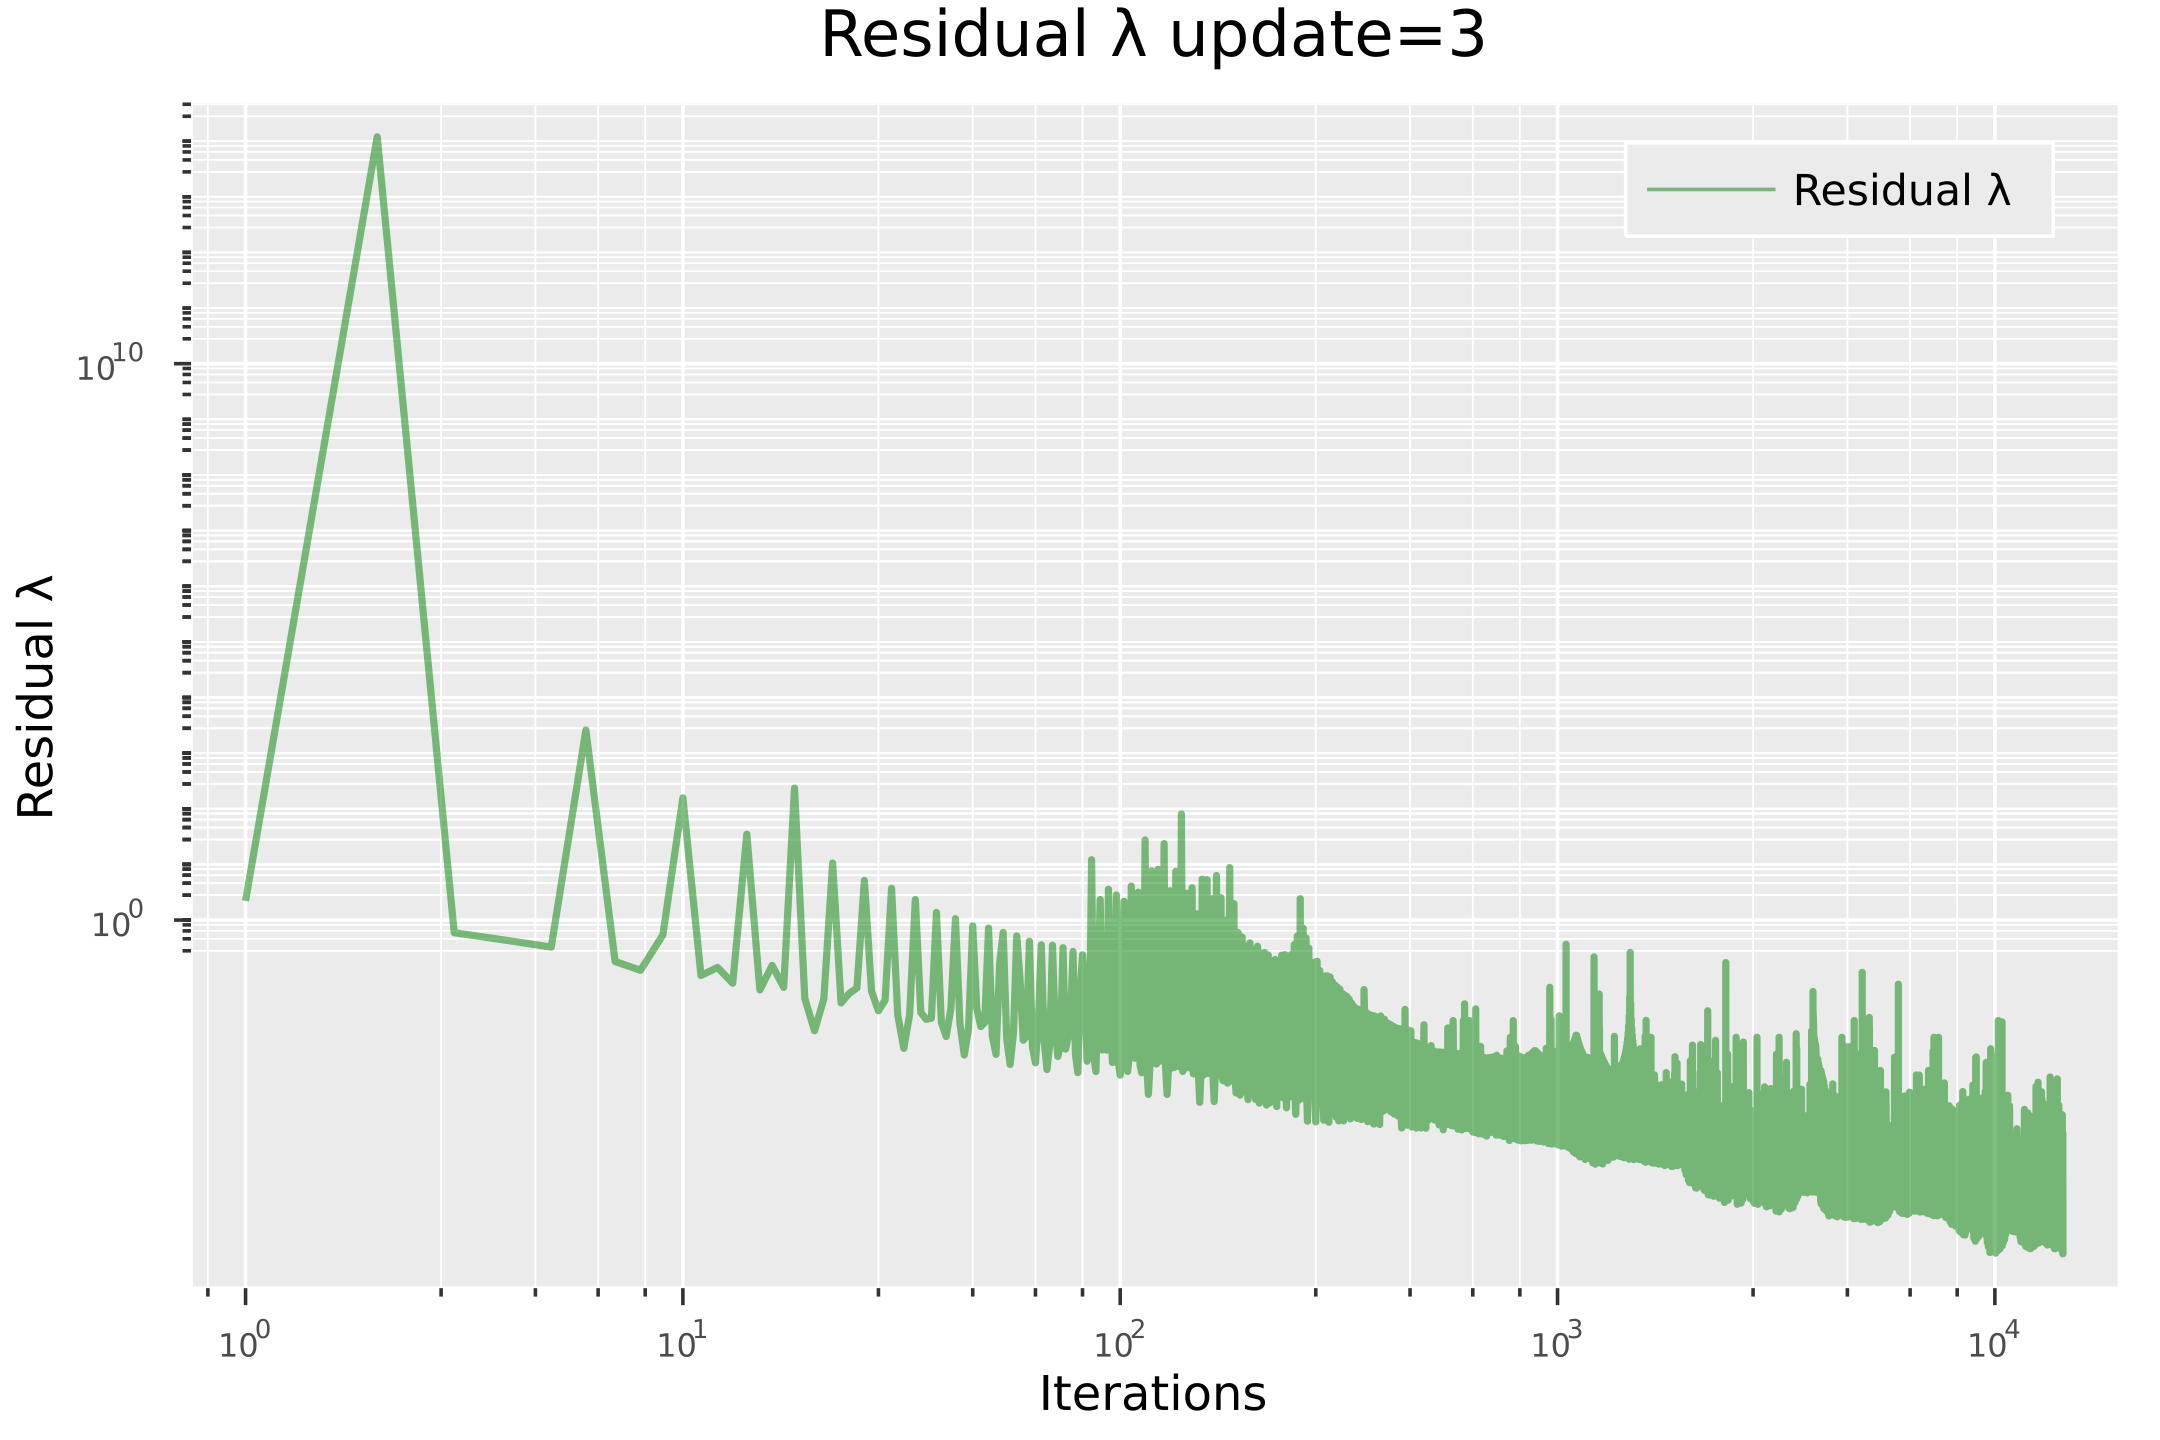 Residual λ update=3
Residual λ
10^10
10^0
Residual λ
10^0 10^1 10^2 10^3 10^4
Iterations